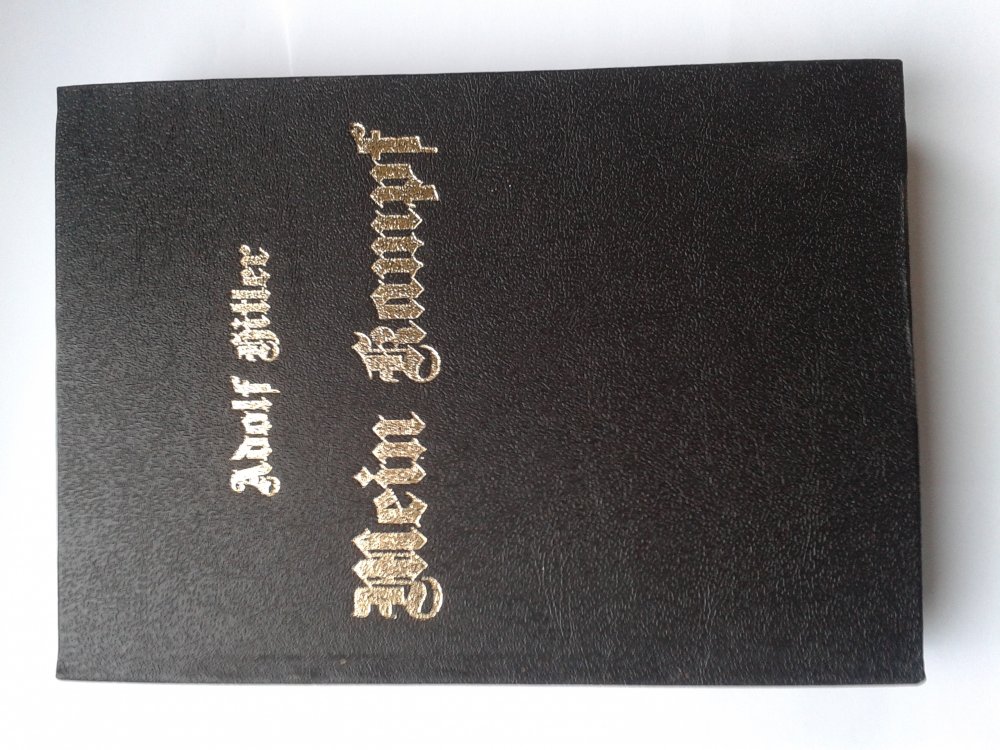 Adolf Hitler
Mein Kampf